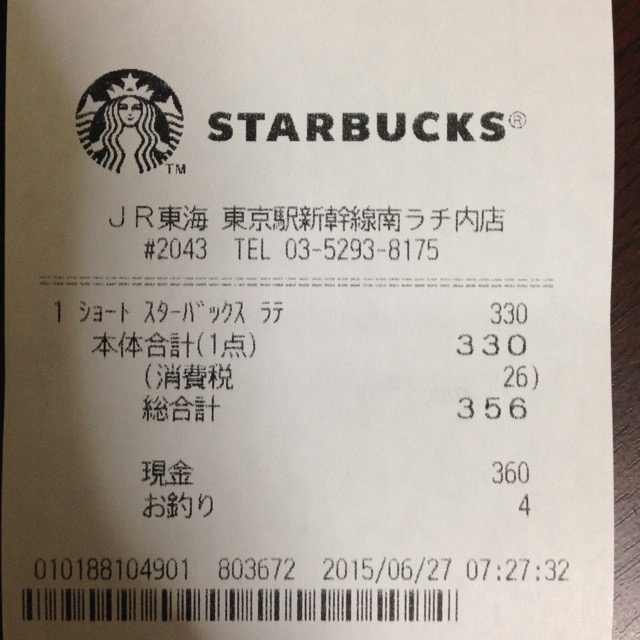 STARBUCKS®
TM
JR東海 東京駅新幹線南ラチ内店
#2043 TEL 03-5293-8175
1 ｼｮｰﾄ ｽﾀｰﾊﾞｯｸｽ ﾗﾃ 330
本体合計(1点) 330
(消費税 26)
総合計 356
現金 360
お釣り 4
010188104901 803672 2015/06/27 07:27:32